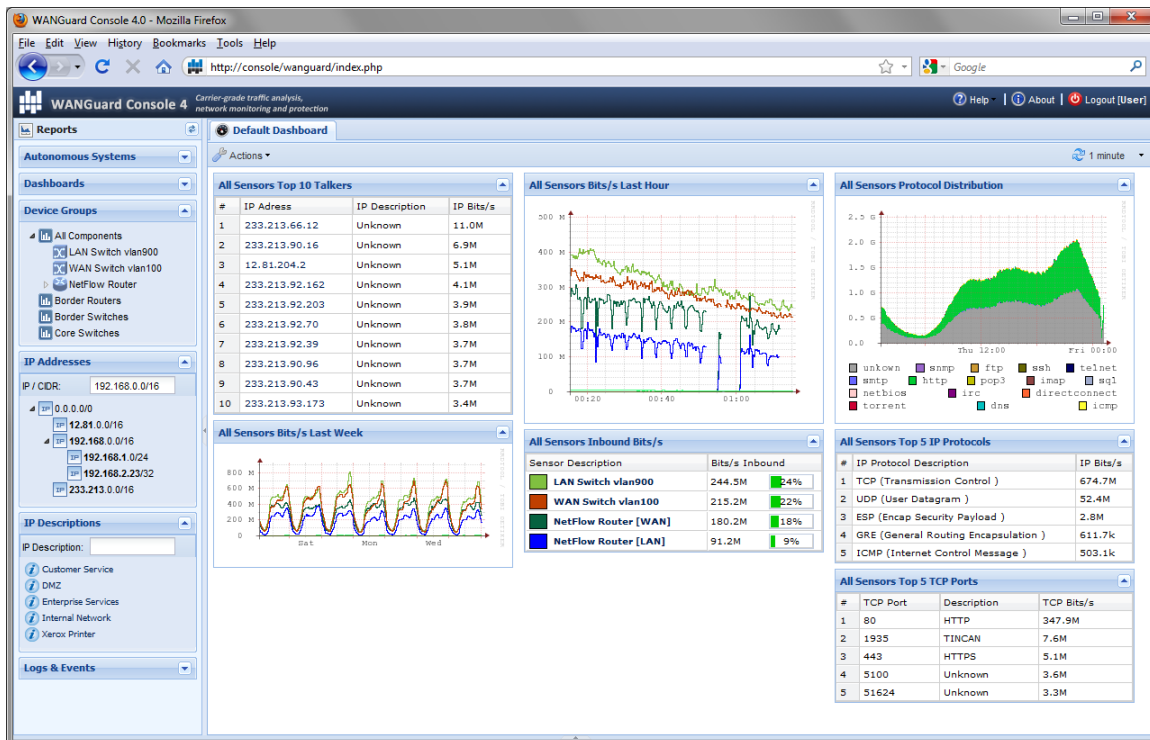 WANGuard Console 4.0 - Mozilla Firefox
File Edit View History Bookmarks Tools Help
http://console/wanguard/index.php
Google
WANGuard Console 4
Carrier-grade traffic analysis,
network monitoring and protection
Help | About | Logout [User]
Reports
Autonomous Systems
Dashboards
Device Groups
All Components
LAN Switch vlan900
WAN Switch vlan100
NetFlow Router
Border Routers
Border Switches
Core Switches
IP Addresses
IP / CIDR: 192.168.0.0/16
0.0.0.0/0
12.81.0.0/16
192.168.0.0/16
192.168.1.0/24
192.168.2.23/32
233.213.0.0/16
IP Descriptions
IP Description:
Customer Service
DMZ
Enterprise Services
Internal Network
Xerox Printer
Logs & Events
Default Dashboard
Actions
1 minute
All Sensors Top 10 Talkers
# IP Adress IP Description IP Bits/s
1 233.213.66.12 Unknown 11.0M
2 233.213.90.16 Unknown 6.9M
3 12.81.204.2 Unknown 5.1M
4 233.213.92.162 Unknown 4.1M
5 233.213.92.203 Unknown 3.9M
6 233.213.92.70 Unknown 3.8M
7 233.213.92.39 Unknown 3.7M
8 233.213.90.96 Unknown 3.7M
9 233.213.90.43 Unknown 3.7M
10 233.213.93.173 Unknown 3.4M
All Sensors Bits/s Last Week
800 M
600 M
400 M
200 M
0
Sat Mon Wed
All Sensors Bits/s Last Hour
500 M
400 M
300 M
200 M
100 M
0
00:20 00:40 01:00
All Sensors Inbound Bits/s
Sensor Description Bits/s Inbound
LAN Switch vlan900 244.5M 24%
WAN Switch vlan100 215.2M 22%
NetFlow Router [WAN] 180.2M 18%
NetFlow Router [LAN] 91.2M 9%
All Sensors Protocol Distribution
2.5 G
2.0 G
1.5 G
1.0 G
0.5 G
0.0
Thu 12:00 Fri 00:00
unkown snmp ftp ssh telnet
smtp http pop3 imap sql
netbios irc directconnect
torrent dns icmp
All Sensors Top 5 IP Protocols
# IP Protocol Description IP Bits/s
1 TCP (Transmission Control ) 674.7M
2 UDP (User Datagram ) 52.4M
3 ESP (Encap Security Payload ) 2.8M
4 GRE (General Routing Encapsulation ) 611.7k
5 ICMP (Internet Control Message ) 503.1k
All Sensors Top 5 TCP Ports
# TCP Port Description TCP Bits/s
1 80 HTTP 347.9M
2 1935 TINCAN 7.6M
3 443 HTTPS 5.1M
4 5100 Unknown 3.6M
5 51624 Unknown 3.3M